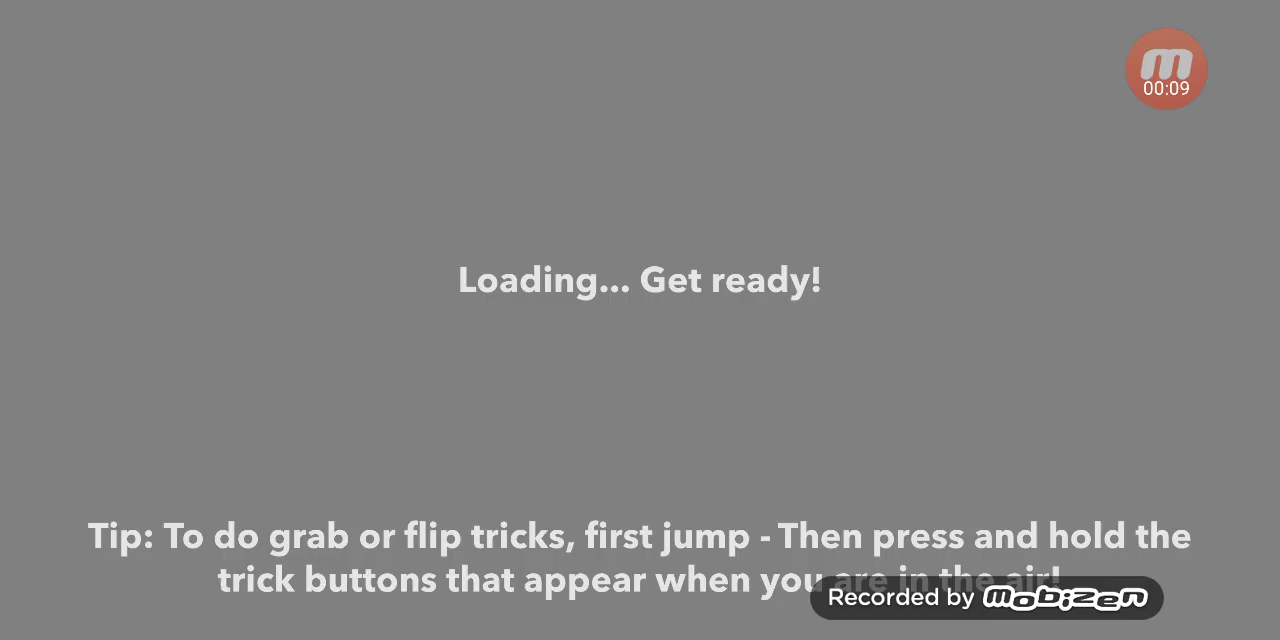 m
00:09
Loading... Get ready!
Tip: To do grab or flip tricks, first jump - Then press and hold the
trick buttons that appear when you are in the air!
Recorded by mobizen